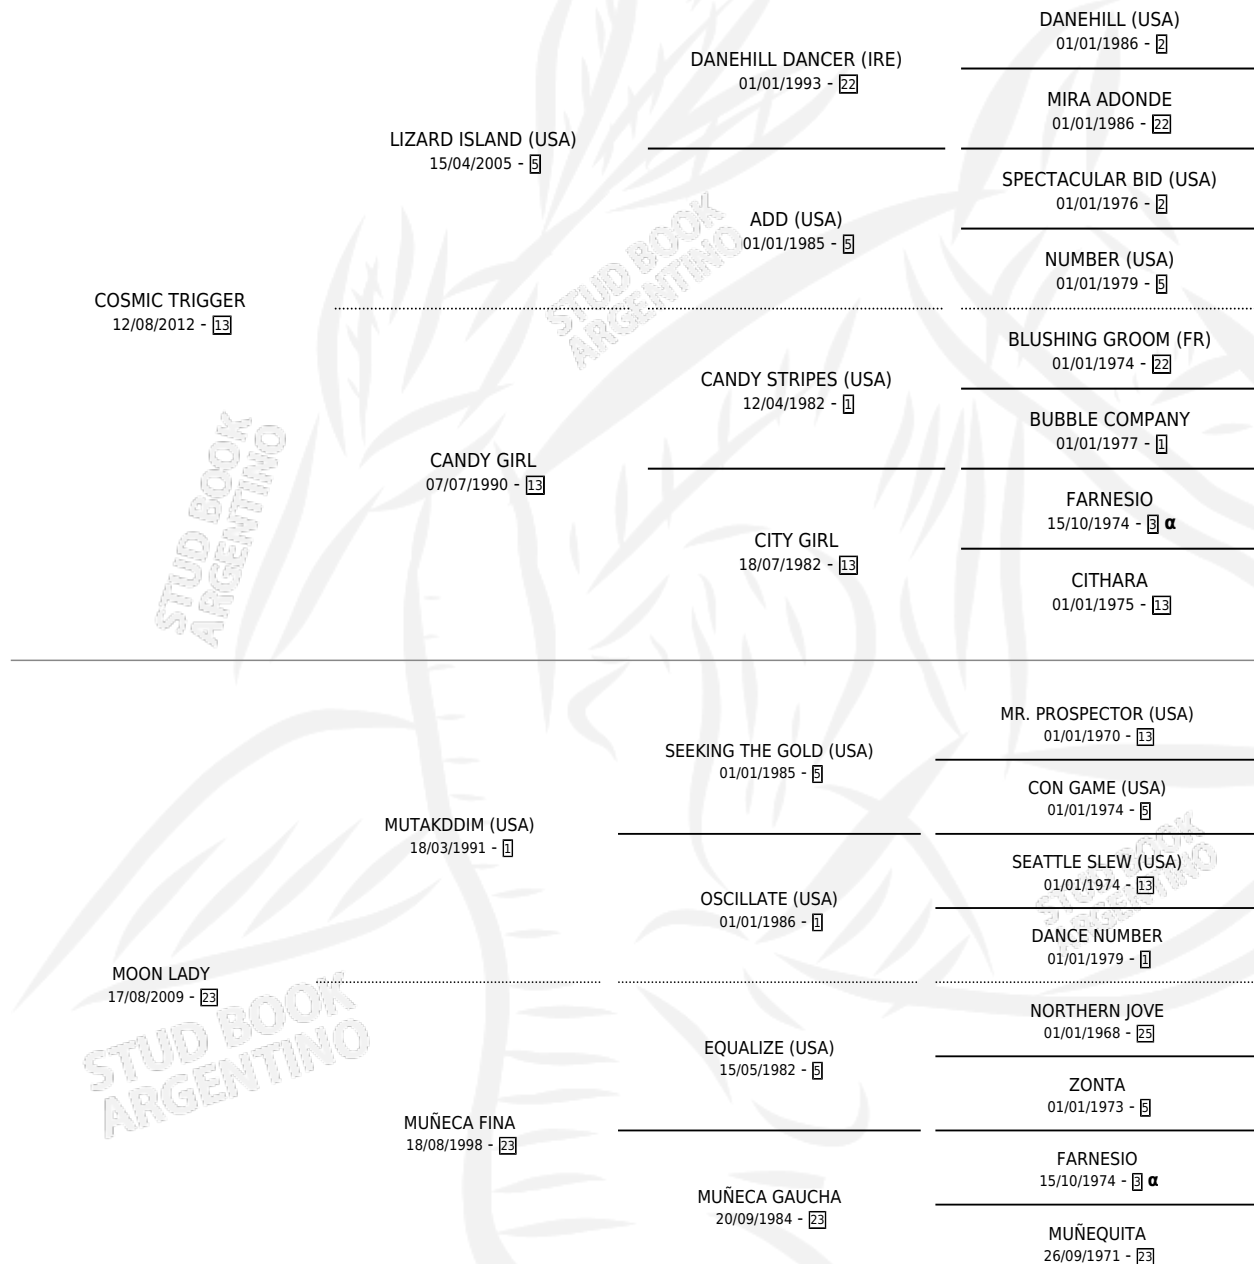 DANEHILL (USA)
01/01/1986 - 2
DANEHILL DANCER (IRE)
01/01/1993 - 22
MIRA ADONDE
01/01/1986 - 22
LIZARD ISLAND (USA)
15/04/2005 - 5
SPECTACULAR BID (USA)
01/01/1976 - 2
ADD (USA)
01/01/1985 - 5
NUMBER (USA)
01/01/1979 - 5
COSMIC TRIGGER
12/08/2012 - 13
BLUSHING GROOM (FR)
01/01/1974 - 22
CANDY STRIPES (USA)
12/04/1982 - 1
BUBBLE COMPANY
01/01/1977 - 1
CANDY GIRL
07/07/1990 - 13
FARNESIO
15/10/1974 - 3 α
CITY GIRL
18/07/1982 - 13
CITHARA
01/01/1975 - 13
MR. PROSPECTOR (USA)
01/01/1970 - 13
SEEKING THE GOLD (USA)
01/01/1985 - 5
CON GAME (USA)
01/01/1974 - 5
MUTAKDDIM (USA)
18/03/1991 - 1
SEATTLE SLEW (USA)
01/01/1974 - 13
OSCILLATE (USA)
01/01/1986 - 1
DANCE NUMBER
01/01/1979 - 1
MOON LADY
17/08/2009 - 23
NORTHERN JOVE
01/01/1968 - 25
EQUALIZE (USA)
15/05/1982 - 5
ZONTA
01/01/1973 - 5
MUÑECA FINA
18/08/1998 - 23
FARNESIO
15/10/1974 - 3 α
MUÑECA GAUCHA
20/09/1984 - 23
MUÑEQUITA
26/09/1971 - 23
STUD BOOK
ARGENTINO
STUD BOOK
ARGENTINO
STUD BOOK
ARGENTINO
STUD BOOK
ARGENTINO